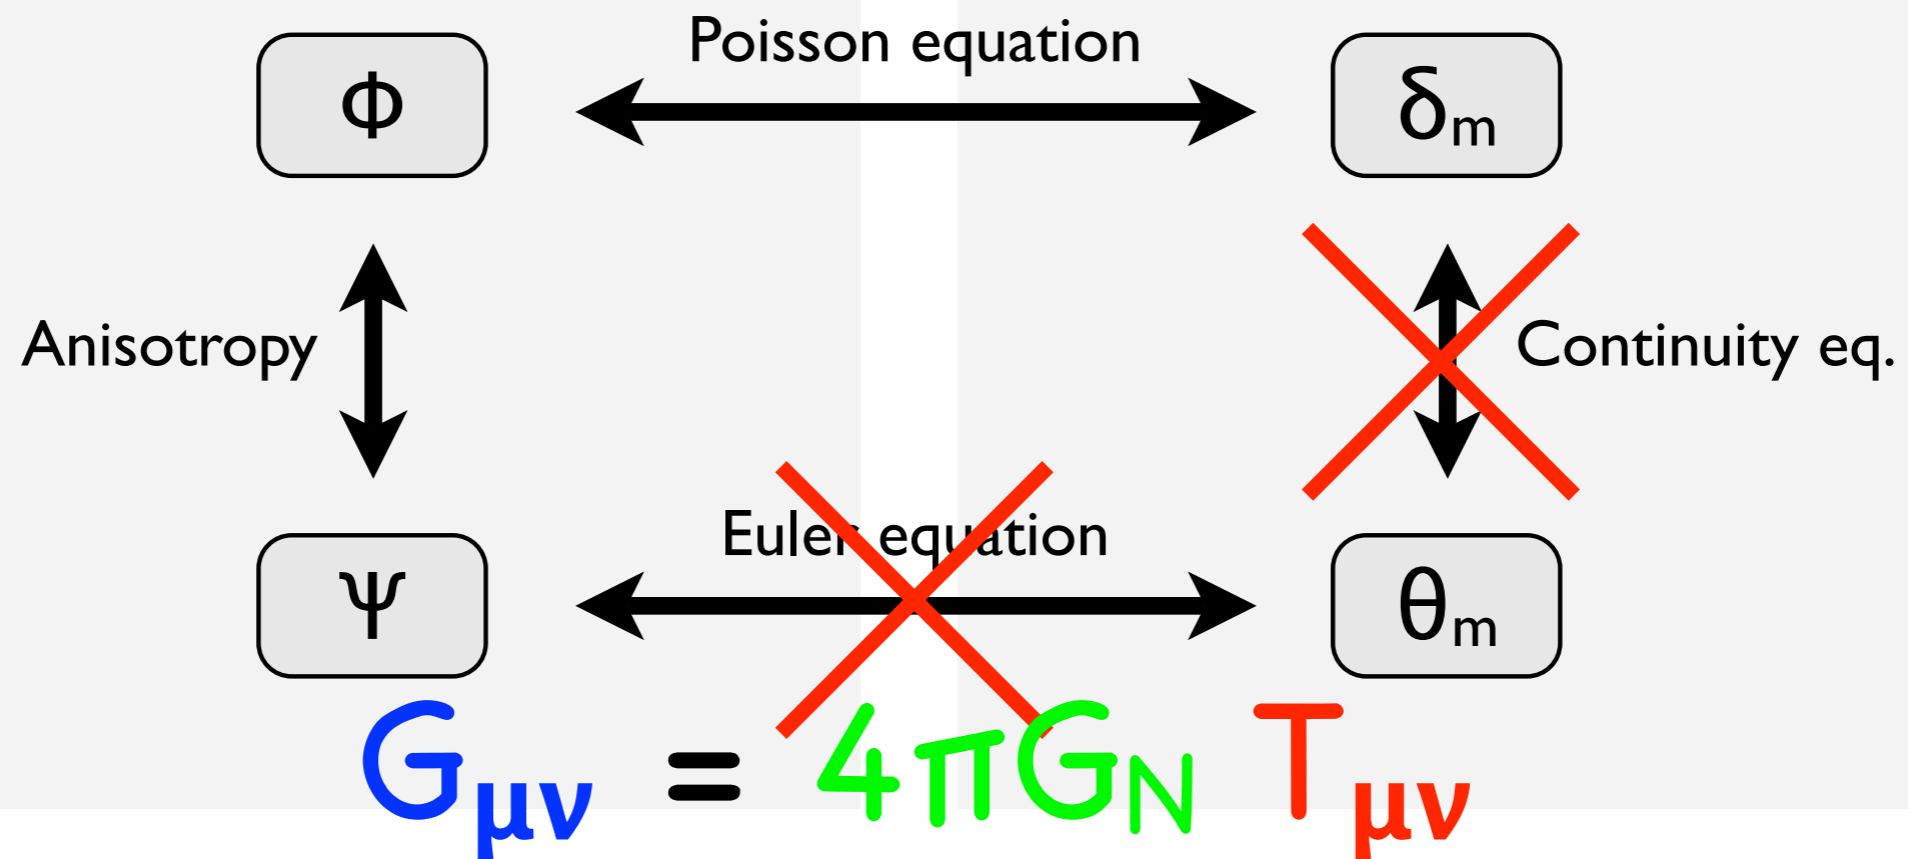 Poisson equation
Φ
δm
Anisotropy
Continuity eq.
Euler equation
Ψ
θm
Gμν = 4πGN Tμν